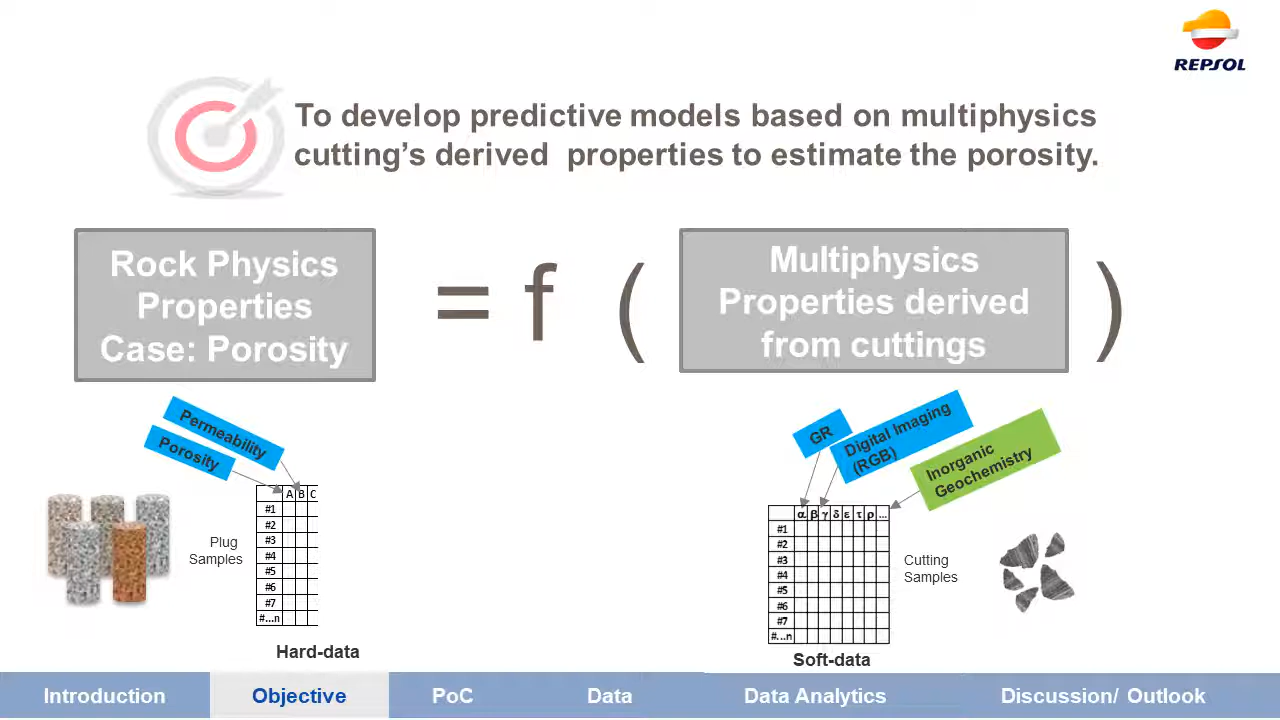 REPSOL
To develop predictive models based on multiphysics
cutting’s derived properties to estimate the porosity.
Rock Physics
Properties
Case: Porosity
= f (
Multiphysics
Properties derived
from cuttings
)
Permeability
Porosity
A B C
#1
#2
#3
#4
#5
#6
#7
#...n
Plug
Samples
Hard-data
GR
Digital Imaging
(RGB)
Inorganic
Geochemistry
α β γ δ ε τ ρ ...
#1
#2
#3
#4
#5
#6
#7
#...n
Cutting
Samples
Soft-data
Introduction
Objective
PoC
Data
Data Analytics
Discussion/ Outlook